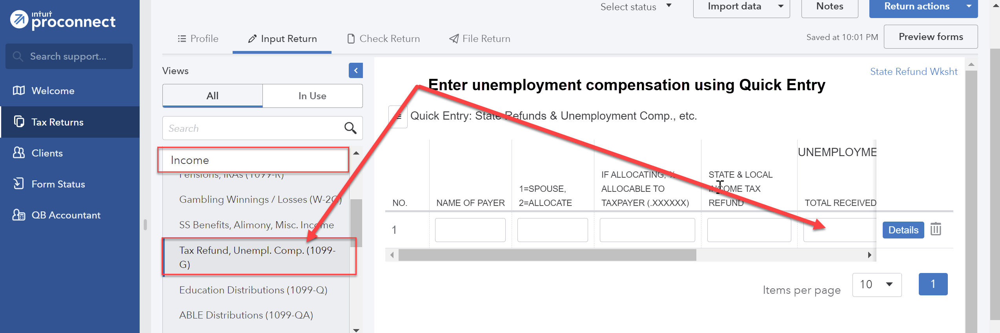 ıntuıt
proconnect
Search support...
Welcome
Tax Returns
Clients
Form Status
QB Accountant
Select status
Import data
Notes
Return actions
Profile
Input Return
Check Return
File Return
Saved at 10:01 PM
Preview forms
Views
All
In Use
Search
Income
Pensions, IRAs (1099-R)
Gambling Winnings / Losses (W-2G)
SS Benefits, Alimony, Misc. Income
Tax Refund, Unempl. Comp. (1099-
G)
Education Distributions (1099-Q)
ABLE Distributions (1099-QA)
State Refund Wksht
Enter unemployment compensation using Quick Entry
Quick Entry: State Refunds & Unemployment Comp., etc.
UNEMPLOYME
NO.
NAME OF PAYER
1=SPOUSE,
2=ALLOCATE
IF ALLOCATING, %
ALLOCABLE TO
TAXPAYER (.XXXXXX)
STATE & LOCAL
INCOME TAX
REFUND
TOTAL RECEIVED
1
Details
Items per page
10
1